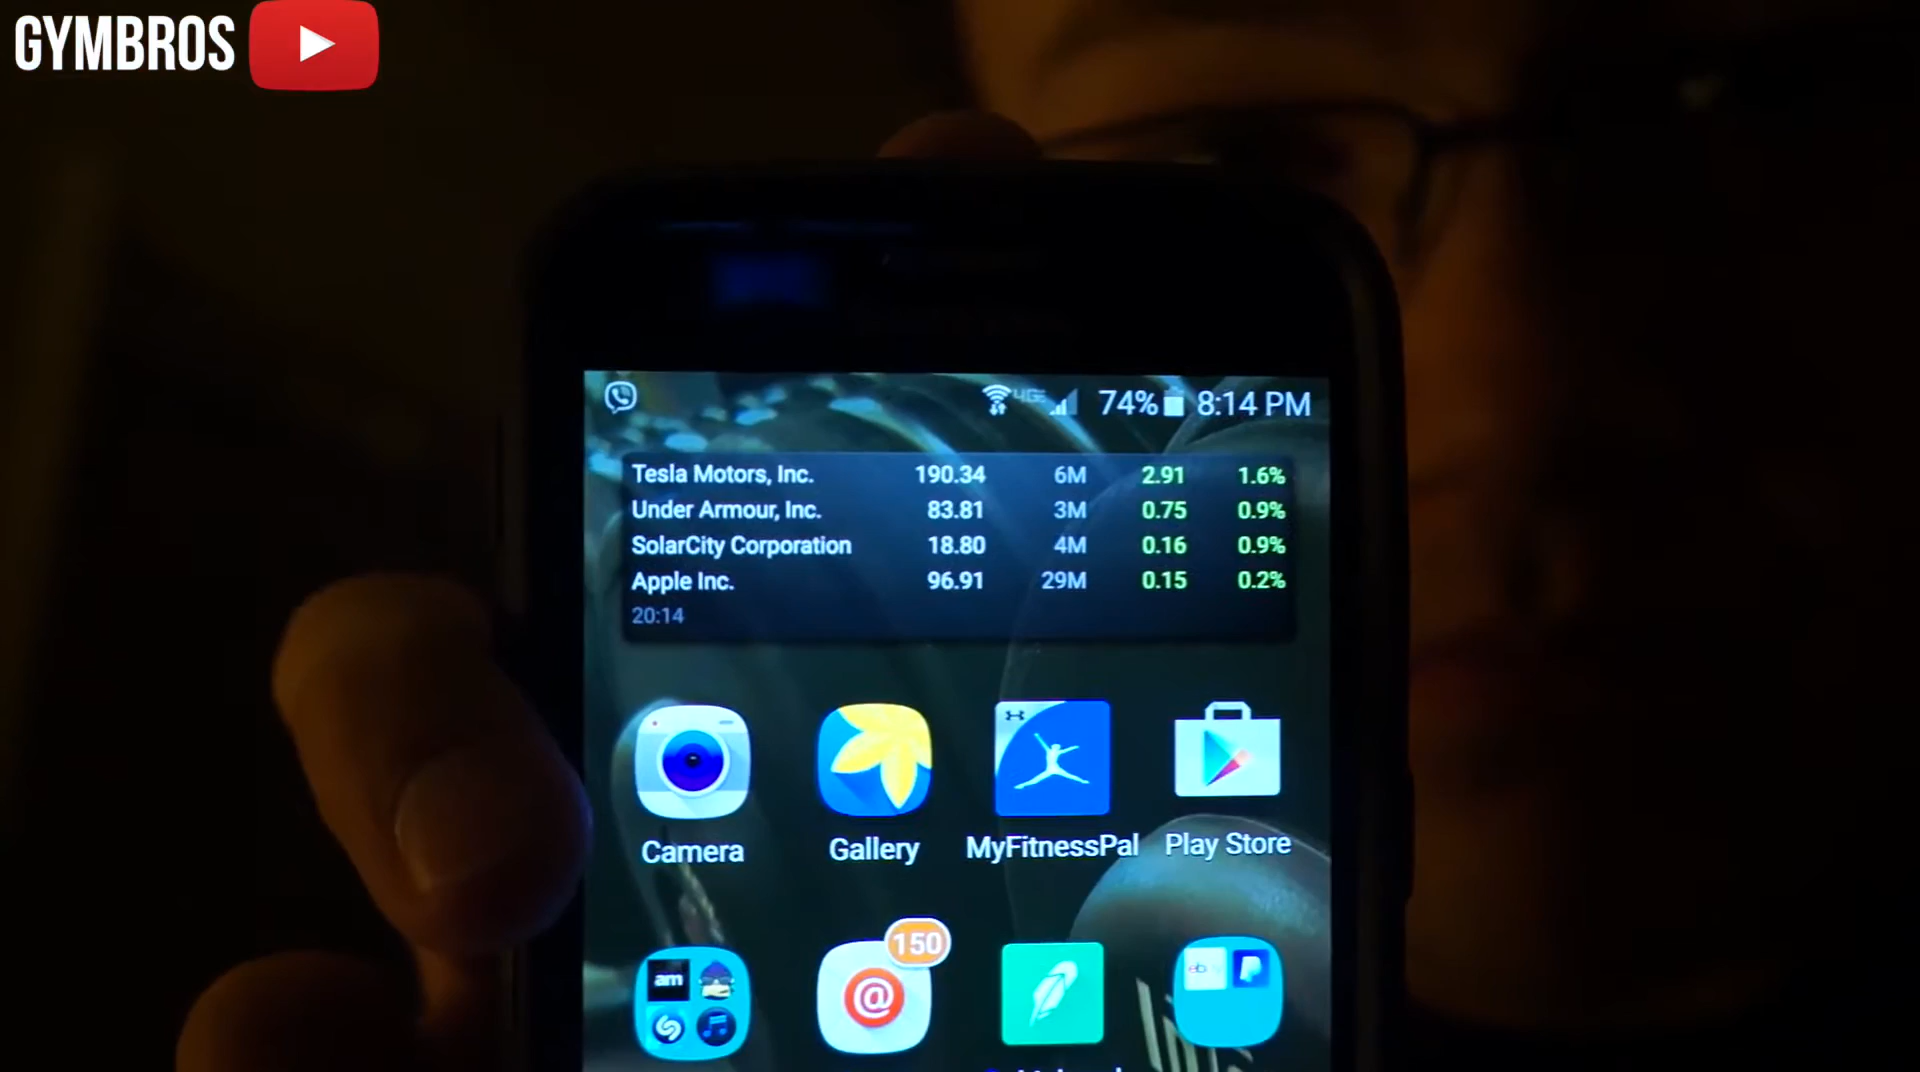 GYMBROS
74% 8:14 PM
Tesla Motors, Inc. 190.34 6M 2.91 1.6%
Under Armour, Inc. 83.81 3M 0.75 0.9%
SolarCity Corporation 18.80 4M 0.16 0.9%
Apple Inc. 96.91 29M 0.15 0.2%
20:14
Camera Gallery MyFitnessPal Play Store
150
am @ eb